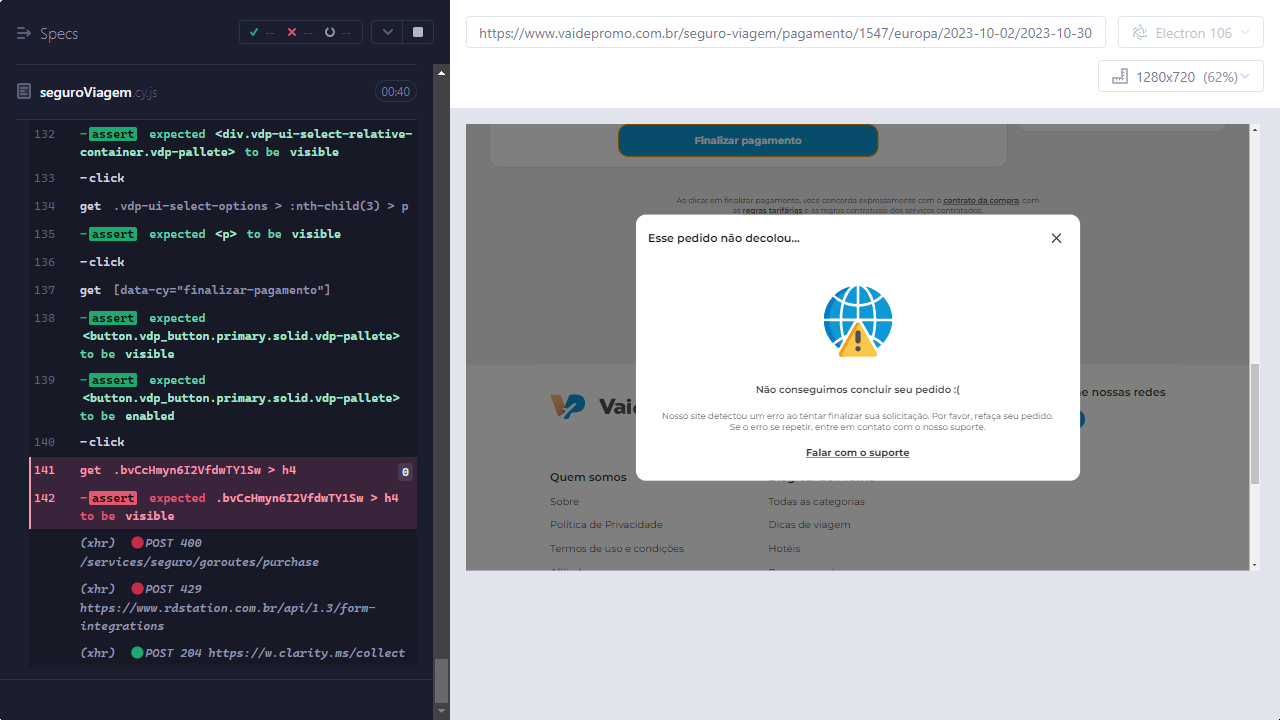 Specs
--
--
--
seguroViagem.cy.js
00:40
132 -assert expected <div.vdp-ui-select-relative-
container.vdp-pallete> to be visible
133 -click
134 get .vdp-ui-select-options > :nth-child(3) > p
135 -assert expected <p> to be visible
136 -click
137 get [data-cy="finalizar-pagamento"]
138 -assert expected
<button.vdp_button.primary.solid.vdp-pallete>
to be visible
139 -assert expected
<button.vdp_button.primary.solid.vdp-pallete>
to be enabled
140 -click
141 get .bvCcHmyn6I2VfdwTY1Sw > h4 0
142 -assert expected .bvCcHmyn6I2VfdwTY1Sw > h4
to be visible
(xhr) POST 400
/services/seguro/goroutes/purchase
(xhr) POST 429
https://www.rdstation.com.br/api/1.3/form-
integrations
(xhr) POST 204 https://w.clarity.ms/collect
https://www.vaidepromo.com.br/seguro-viagem/pagamento/1547/europa/2023-10-02/2023-10-30
Electron 106
1280x720 (62%)
Finalizar pagamento
Ao clicar em finalizar pagamento, você concorda expressamente com o contrato da compra, com
as regras tarifárias e as regras contratuais dos serviços contratados.
Esse pedido não decolou...
Não conseguimos concluir seu pedido :(
Nosso site detectou um erro ao tentar finalizar sua solicitação. Por favor, refaça seu pedido.
Se o erro se repetir, entre em contato com o nosso suporte.
Falar com o suporte
Vaid
e nossas redes
Quem somos
Sobre
Todas as categorias
Política de Privacidade
Dicas de viagem
Termos de uso e condições
Hotéis